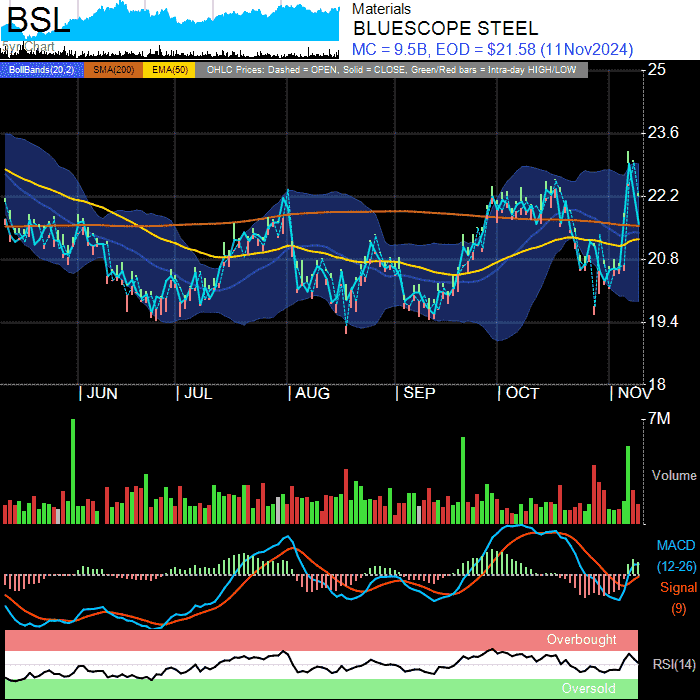 BSL
Materials
BLUESCOPE STEEL
MC = 9.5B, EOD = $21.58 (11Nov2024)
BollBands(20,2) SMA(200) EMA(50) OHLC Prices: Dashed = OPEN, Solid = CLOSE, Green/Red bars = Intra-day HIGH/LOW
25
23.6
22.2
20.8
19.4
18
JUN JUL AUG SEP OCT NOV
7M
Volume
MACD
(12-26)
Signal
(9)
Overbought
RSI(14)
Oversold